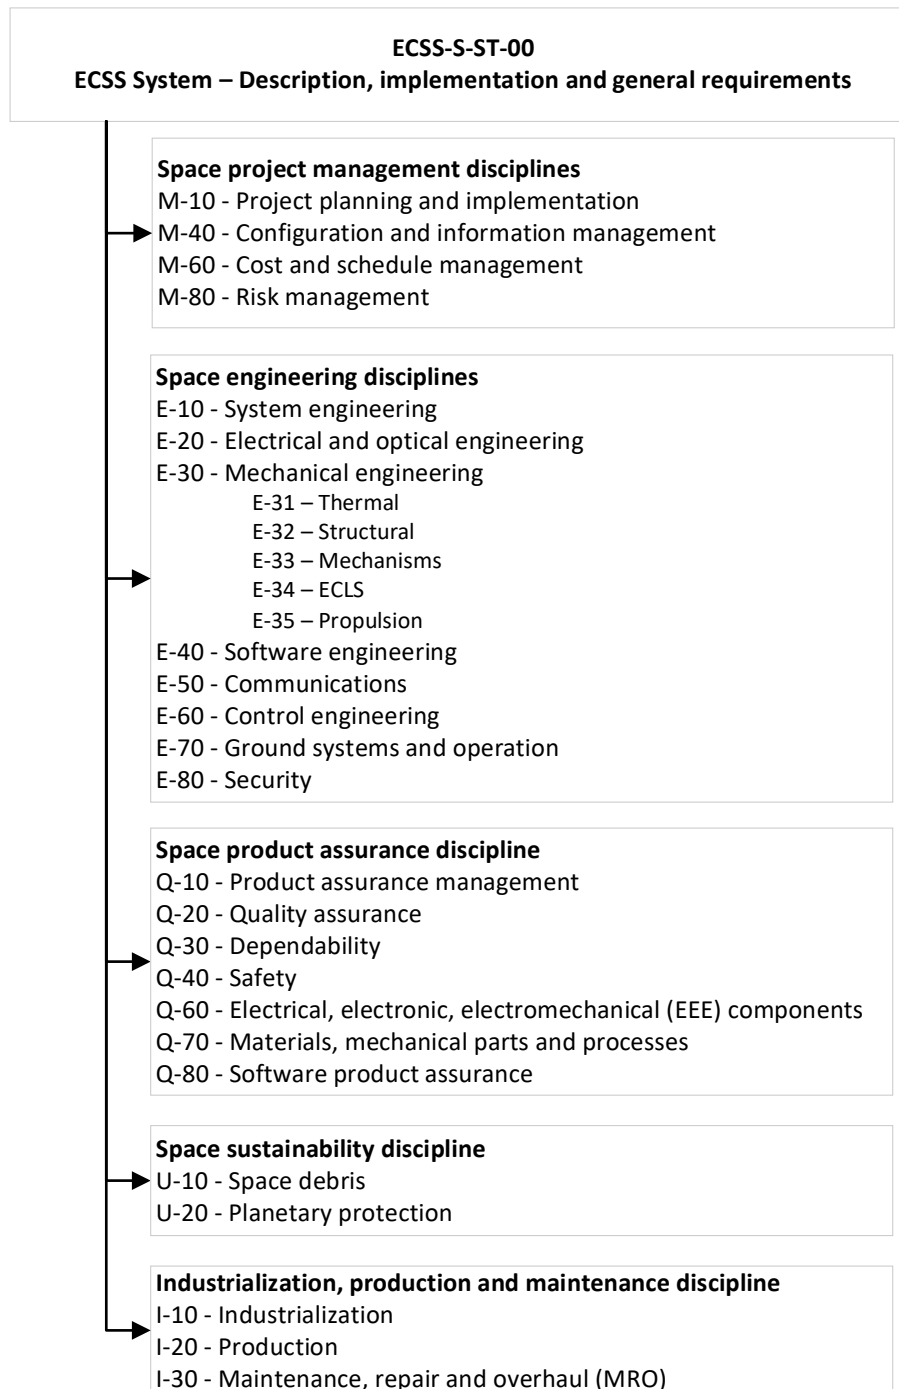 ECSS-S-ST-00
ECSS System – Description, implementation and general requirements
Space project management disciplines
M-10 - Project planning and implementation
M-40 - Configuration and information management
M-60 - Cost and schedule management
M-80 - Risk management
Space engineering disciplines
E-10 - System engineering
E-20 - Electrical and optical engineering
E-30 - Mechanical engineering
E-31 – Thermal
E-32 – Structural
E-33 – Mechanisms
E-34 – ECLS
E-35 – Propulsion
E-40 - Software engineering
E-50 - Communications
E-60 - Control engineering
E-70 - Ground systems and operation
E-80 - Security
Space product assurance discipline
Q-10 - Product assurance management
Q-20 - Quality assurance
Q-30 - Dependability
Q-40 - Safety
Q-60 - Electrical, electronic, electromechanical (EEE) components
Q-70 - Materials, mechanical parts and processes
Q-80 - Software product assurance
Space sustainability discipline
U-10 - Space debris
U-20 - Planetary protection
Industrialization, production and maintenance discipline
I-10 - Industrialization
I-20 - Production
I-30 - Maintenance, repair and overhaul (MRO)